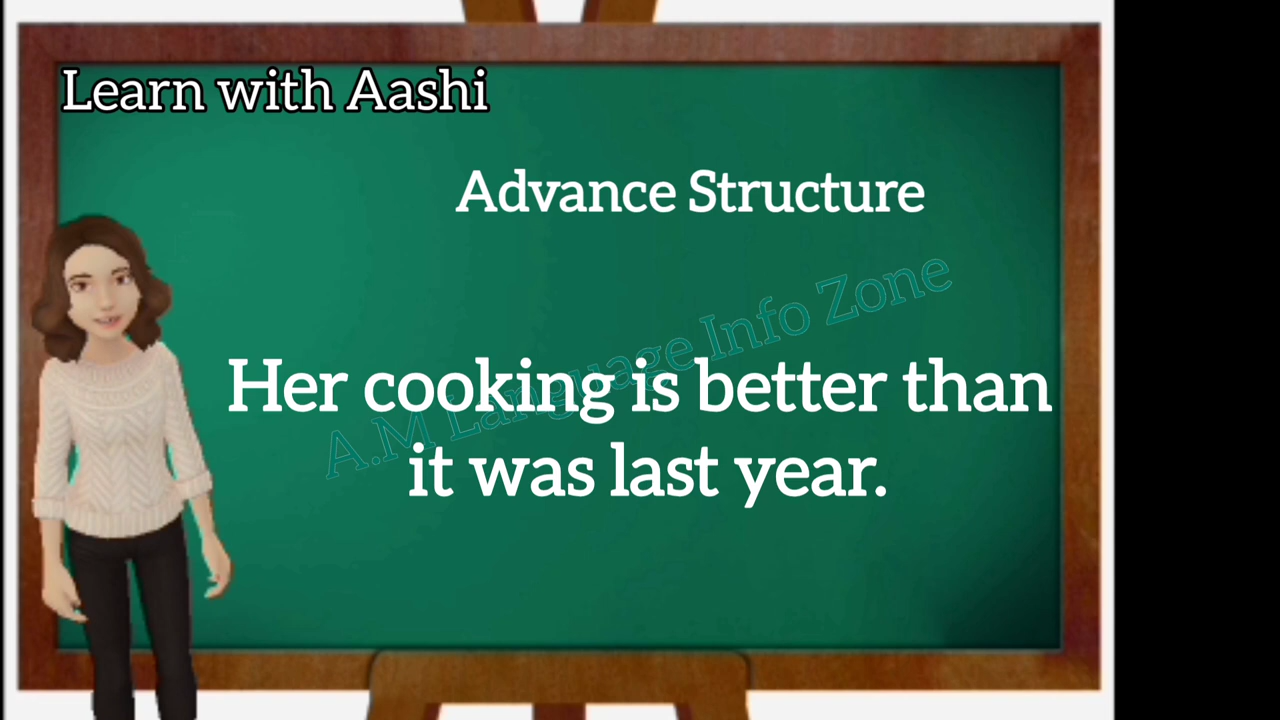 Learn with Aashi
Advance Structure
A.M Language Info Zone
Her cooking is better than
it was last year.